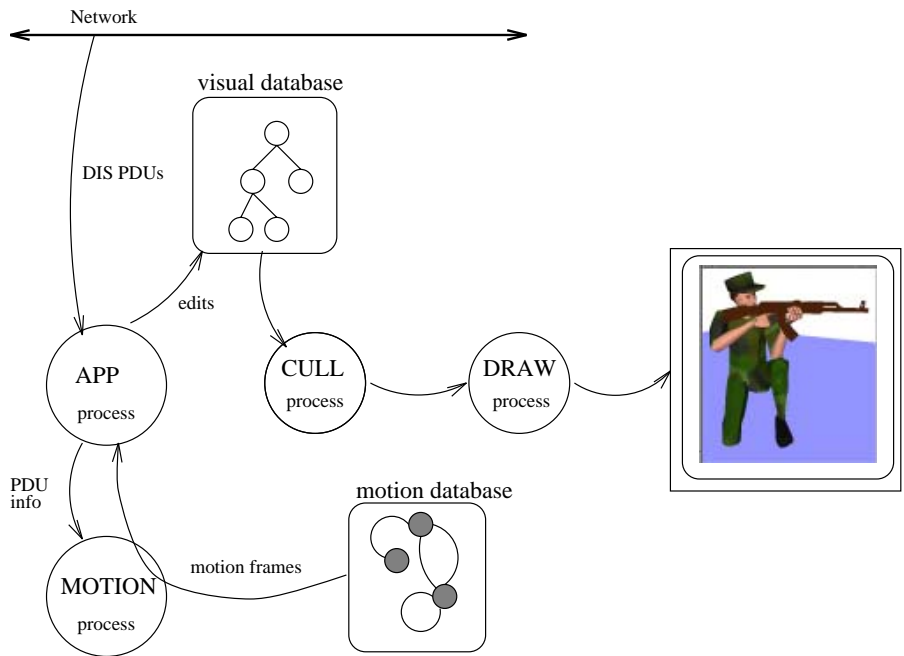 Network
visual database
DIS PDUs
edits
APP
process
CULL
process
DRAW
process
PDU
info
motion database
motion frames
MOTION
process